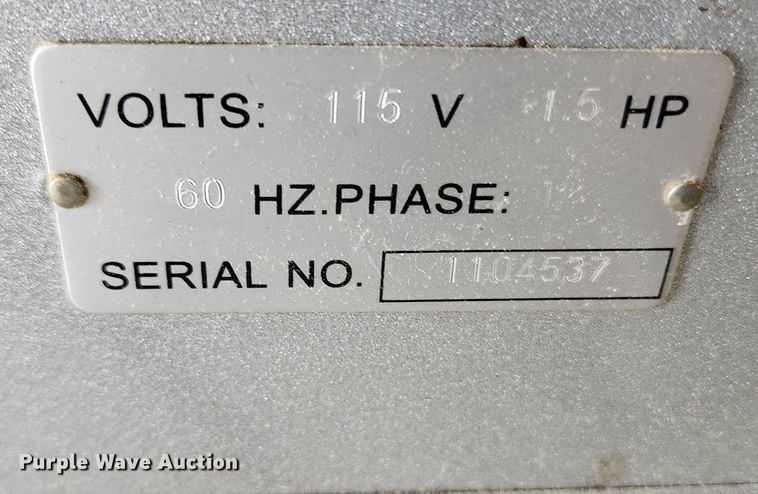 VOLTS: 115 V 1.5 HP
60 HZ.PHASE: 1
SERIAL NO. 1104537
Purple Wave Auction